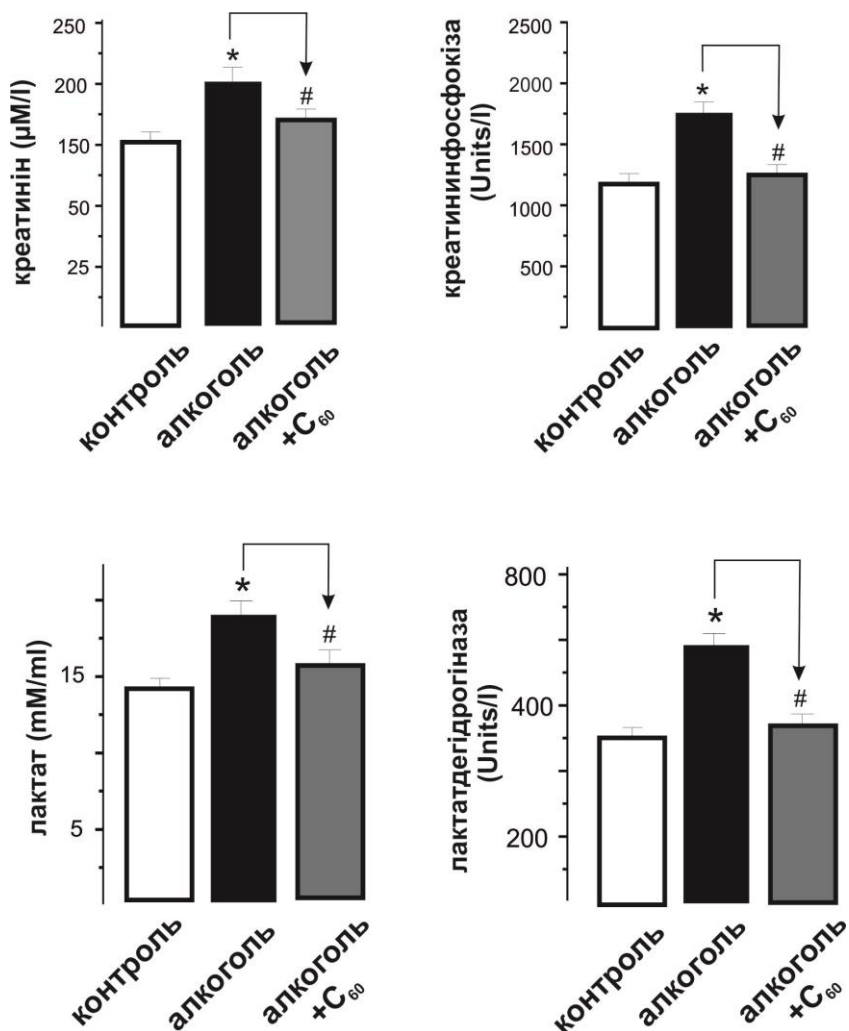 креатинін (µM/l)
250
200
150
50
25
*
#
контроль
алкоголь
алкоголь
+C₆₀
креатининфосфокіза
(Units/l)
2500
2000
1500
1000
500
*
#
контроль
алкоголь
алкоголь
+C₆₀
лактат (mM/ml)
15
5
*
#
контроль
алкоголь
алкоголь
+C₆₀
лактатдегідрогіназа
(Units/l)
800
400
200
*
#
контроль
алкоголь
алкоголь
+C₆₀